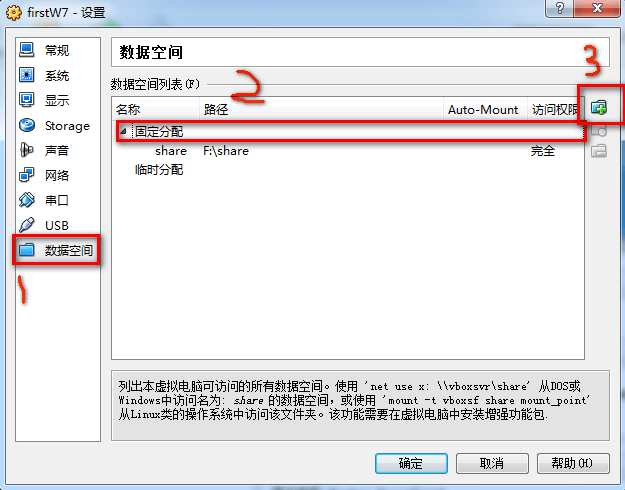 firstW7 - 设置
常规
系统
显示
Storage
声音
网络
串口
USB
数据空间
1
数据空间
数据空间列表(F)
2
3
名称 路径 Auto-Mount 访问权限
固定分配
share F:\share 完全
临时分配
列出本虚拟电脑可访问的所有数据空间。使用 'net use x: \\vboxsvr\share' 从DOS或
Windows中访问名为: share 的数据空间，或使用 'mount -t vboxsf share mount_point'
从Linux类的操作系统中访问该文件夹。该功能需要在虚拟电脑中安装增强功能包.
确定 取消 帮助(H)